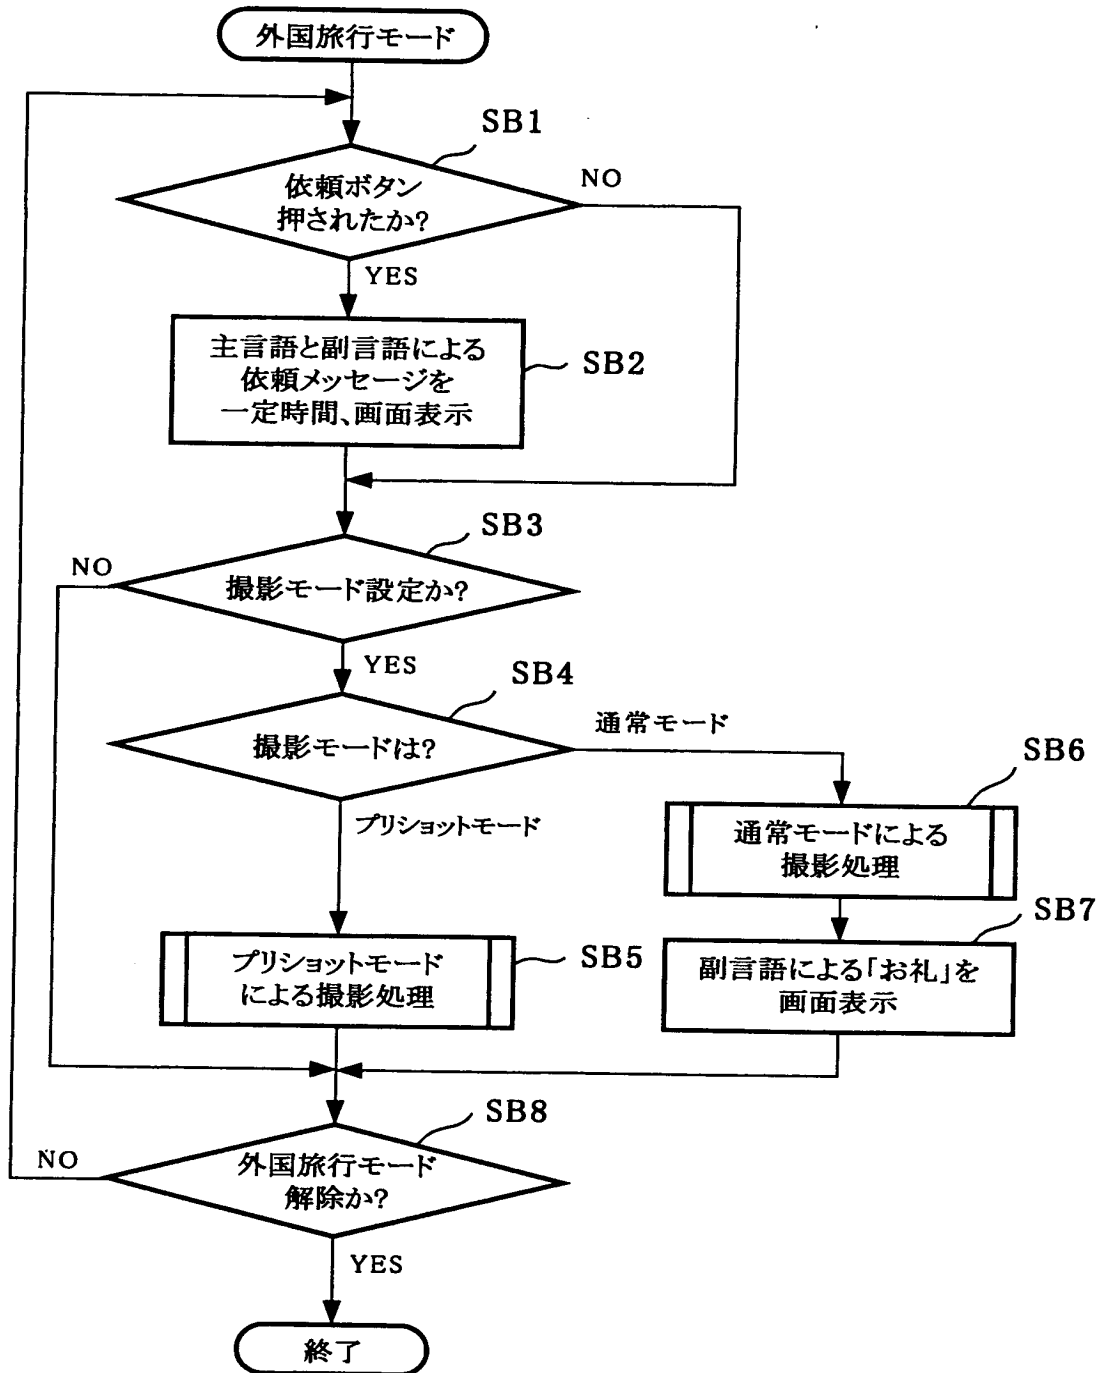 外国旅行モード
SB1
依頼ボタン
押されたか?
NO
YES
主言語と副言語による
依頼メッセージを
一定時間、画面表示
SB2
SB3
NO
撮影モード設定か?
YES
SB4
撮影モードは?
通常モード
SB6
プリショットモード
通常モードによる
撮影処理
SB7
プリショットモード
による撮影処理
SB5
副言語による「お礼」を
画面表示
SB8
NO
外国旅行モード
解除か?
YES
終了